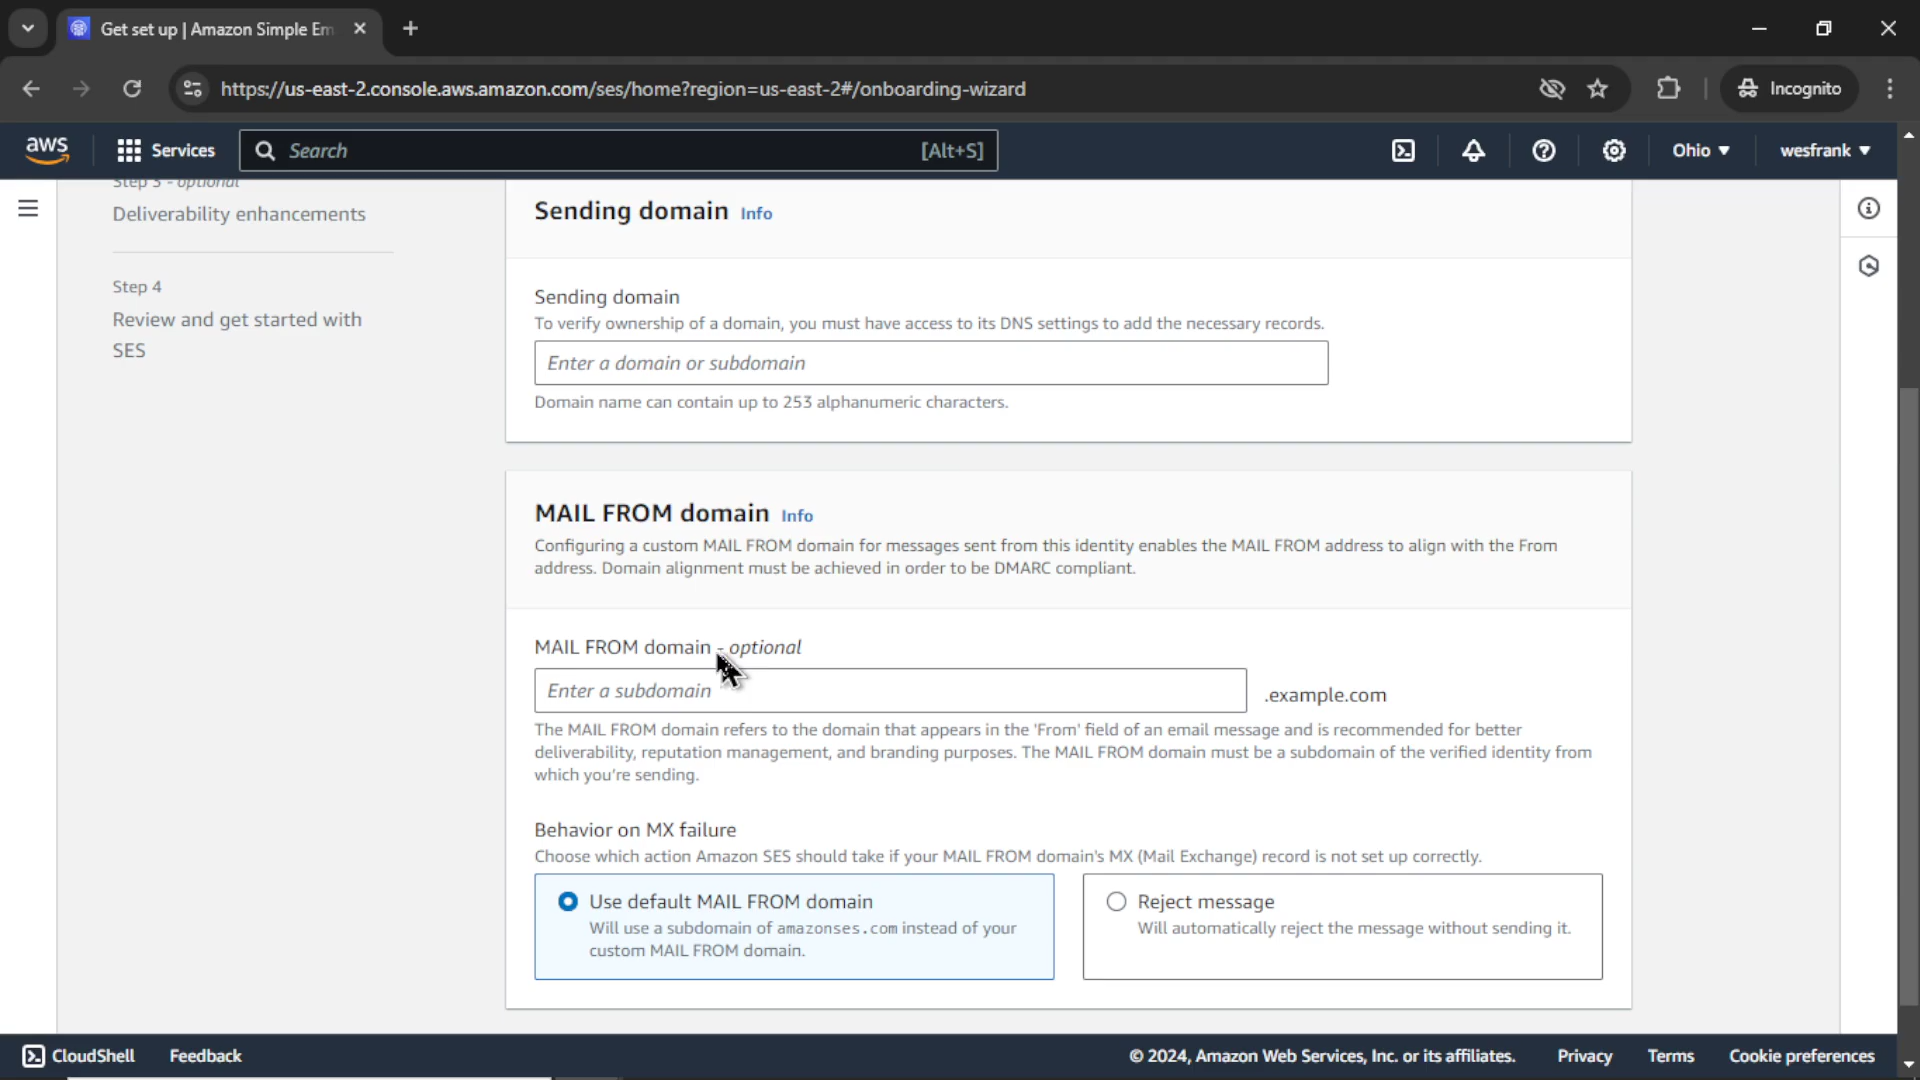 Get set up | Amazon Simple Em
https://us-east-2.console.aws.amazon.com/ses/home?region=us-east-2#/onboarding-wizard
Incognito
aws
Services
Search
[Alt+S]
Ohio
wesfrank
Step 3 - optional
Deliverability enhancements
Step 4
Review and get started with
SES
Sending domain Info
Sending domain
To verify ownership of a domain, you must have access to its DNS settings to add the necessary records.
Enter a domain or subdomain
Domain name can contain up to 253 alphanumeric characters.
MAIL FROM domain Info
Configuring a custom MAIL FROM domain for messages sent from this identity enables the MAIL FROM address to align with the From
address. Domain alignment must be achieved in order to be DMARC compliant.
MAIL FROM domain - optional
Enter a subdomain
.example.com
The MAIL FROM domain refers to the domain that appears in the 'From' field of an email message and is recommended for better
deliverability, reputation management, and branding purposes. The MAIL FROM domain must be a subdomain of the verified identity from
which you're sending.
Behavior on MX failure
Choose which action Amazon SES should take if your MAIL FROM domain's MX (Mail Exchange) record is not set up correctly.
Use default MAIL FROM domain
Will use a subdomain of amazonses.com instead of your
custom MAIL FROM domain.
Reject message
Will automatically reject the message without sending it.
CloudShell
Feedback
© 2024, Amazon Web Services, Inc. or its affiliates.
Privacy
Terms
Cookie preferences